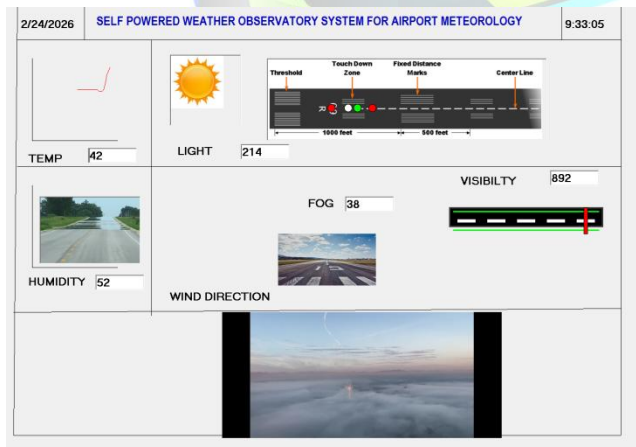 2/24/2026
SELF POWERED WEATHER OBSERVATORY SYSTEM FOR AIRPORT METEOROLOGY
9:33:05
Threshold
Touch Down
Zone
Fixed Distance
Marks
Center Line
1000 feet
500 feet
TEMP 42
LIGHT 214
VISIBILTY 892
FOG 38
HUMIDITY 52
WIND DIRECTION